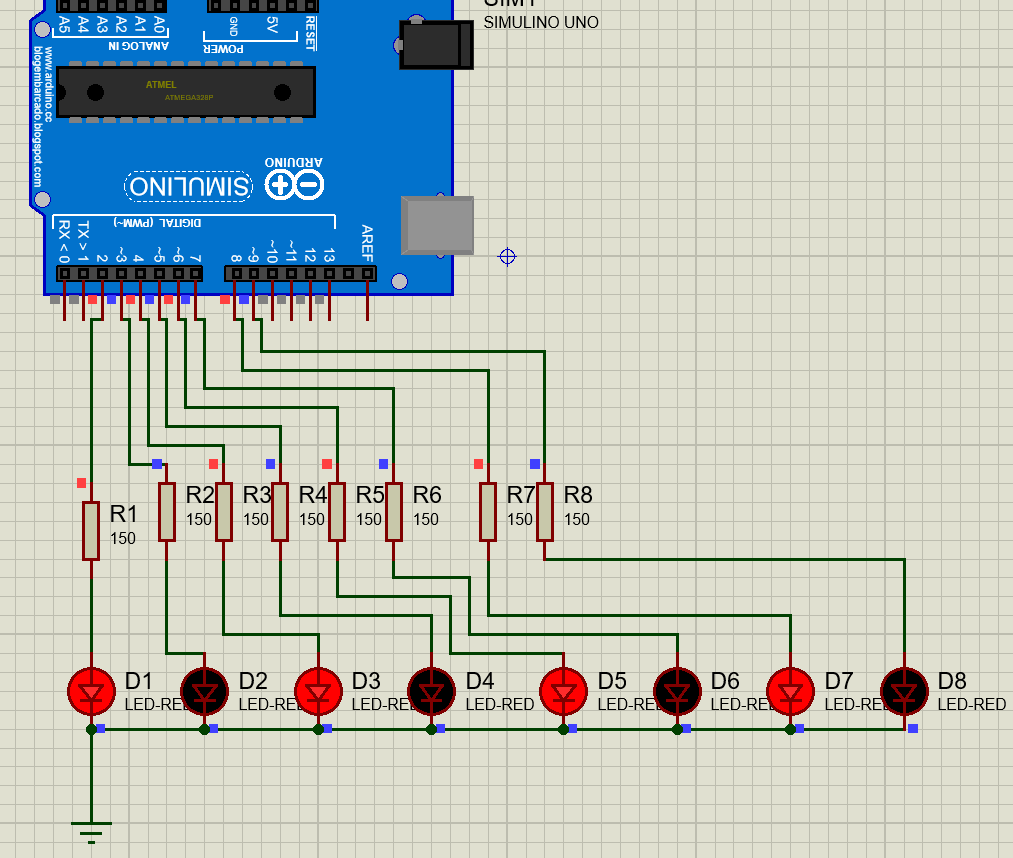 SIM1
SIMULINO UNO
A5 A4 A3 A2 A1 A0
ANALOG IN
GND 5V RESET
POWER
www.arduino.cc
blogembarcado.blogspot.com
ATMEL
ATMEGA328P
ARDUINO
SIMULINO
DIGITAL (PWM~)
RX < 0 TX > 1 2 ~3 4 ~5 ~6 7 8 ~9 ~10 ~11 12 13 AREF
R1
150
R2
150
R3
150
R4
150
R5
150
R6
150
R7
150
R8
150
D1
LED-RED
D2
LED-RED
D3
LED-RED
D4
LED-RED
D5
LED-RED
D6
LED-RED
D7
LED-RED
D8
LED-RED